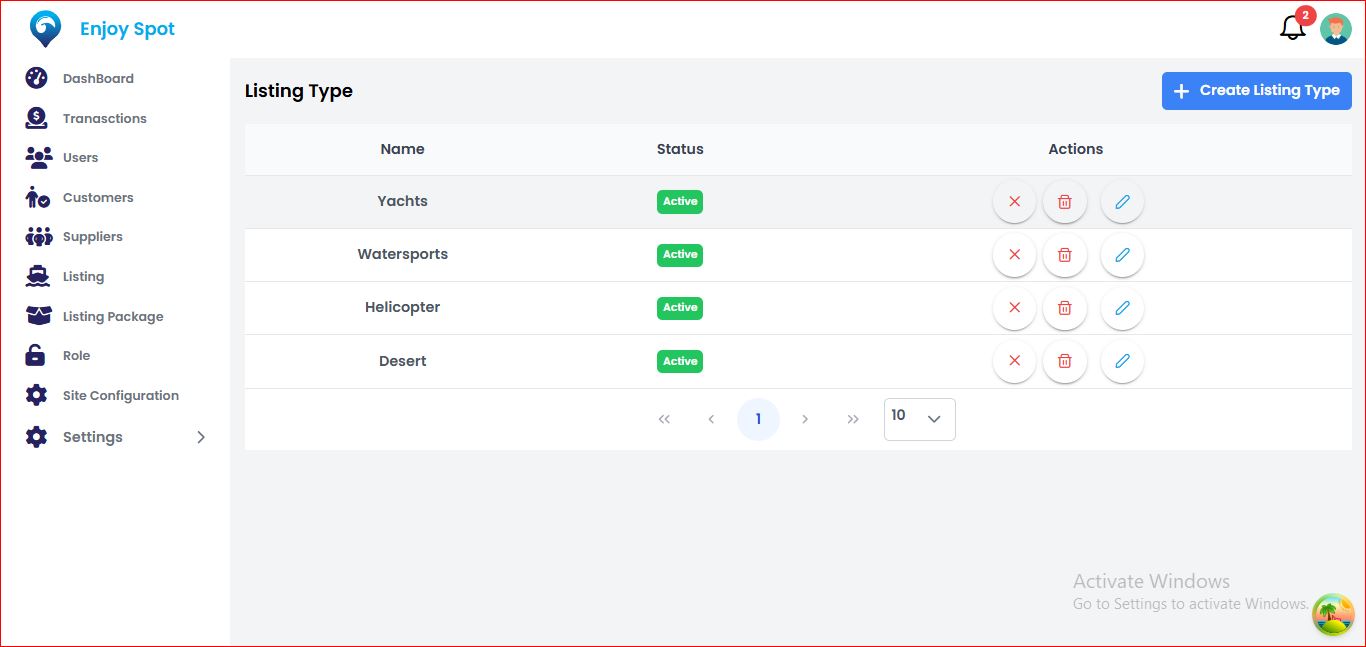 Enjoy Spot
2
DashBoard
Tranasctions
Users
Customers
Suppliers
Listing
Listing Package
Role
Site Configuration
Settings
Listing Type
Create Listing Type
Name Status Actions
Yachts Active
Watersports Active
Helicopter Active
Desert Active
1 10
Activate Windows
Go to Settings to activate Windows.